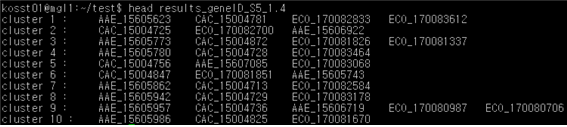 kosst01@mgl1:~/test$ head results_geneID_S5_1.4
cluster 1 : AAE_15605623 CAC_15004781 ECO_170082833 ECO_170083612
cluster 2 : CAC_15004725 ECO_170082700 AAE_15606922
cluster 3 : AAE_15605773 CAC_15004872 ECO_170081826 ECO_170081337
cluster 4 : AAE_15605780 CAC_15004728 ECO_170083464
cluster 5 : CAC_15004756 AAE_15607085 ECO_170083068
cluster 6 : CAC_15004847 ECO_170081851 AAE_15605743
cluster 7 : AAE_15605862 CAC_15004713 ECO_170082584
cluster 8 : AAE_15605942 CAC_15004729 ECO_170083178
cluster 9 : AAE_15605957 CAC_15004736 AAE_15606719 ECO_170080987 ECO_170080706
cluster 10 : AAE_15605986 CAC_15004825 ECO_170081670